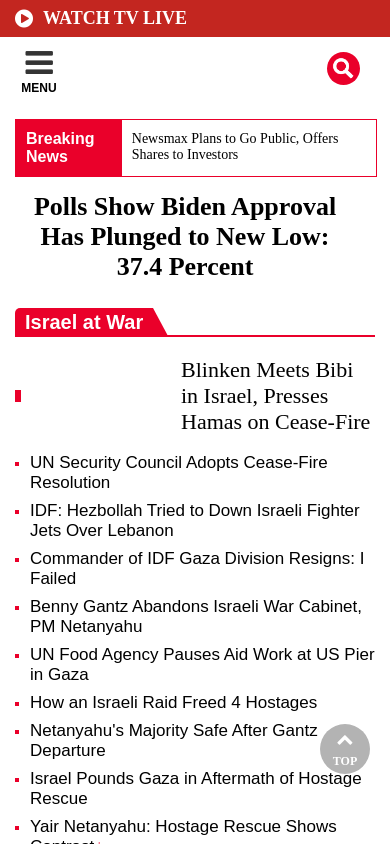 WATCH TV LIVE
MENU
Breaking
News
Newsmax Plans to Go Public, Offers
Shares to Investors
Polls Show Biden Approval
Has Plunged to New Low:
37.4 Percent
Israel at War
Blinken Meets Bibi
in Israel, Presses
Hamas on Cease-Fire
UN Security Council Adopts Cease-Fire
Resolution
IDF: Hezbollah Tried to Down Israeli Fighter
Jets Over Lebanon
Commander of IDF Gaza Division Resigns: I
Failed
Benny Gantz Abandons Israeli War Cabinet,
PM Netanyahu
UN Food Agency Pauses Aid Work at US Pier
in Gaza
How an Israeli Raid Freed 4 Hostages
Netanyahu's Majority Safe After Gantz
Departure
TOP
Israel Pounds Gaza in Aftermath of Hostage
Rescue
Yair Netanyahu: Hostage Rescue Shows